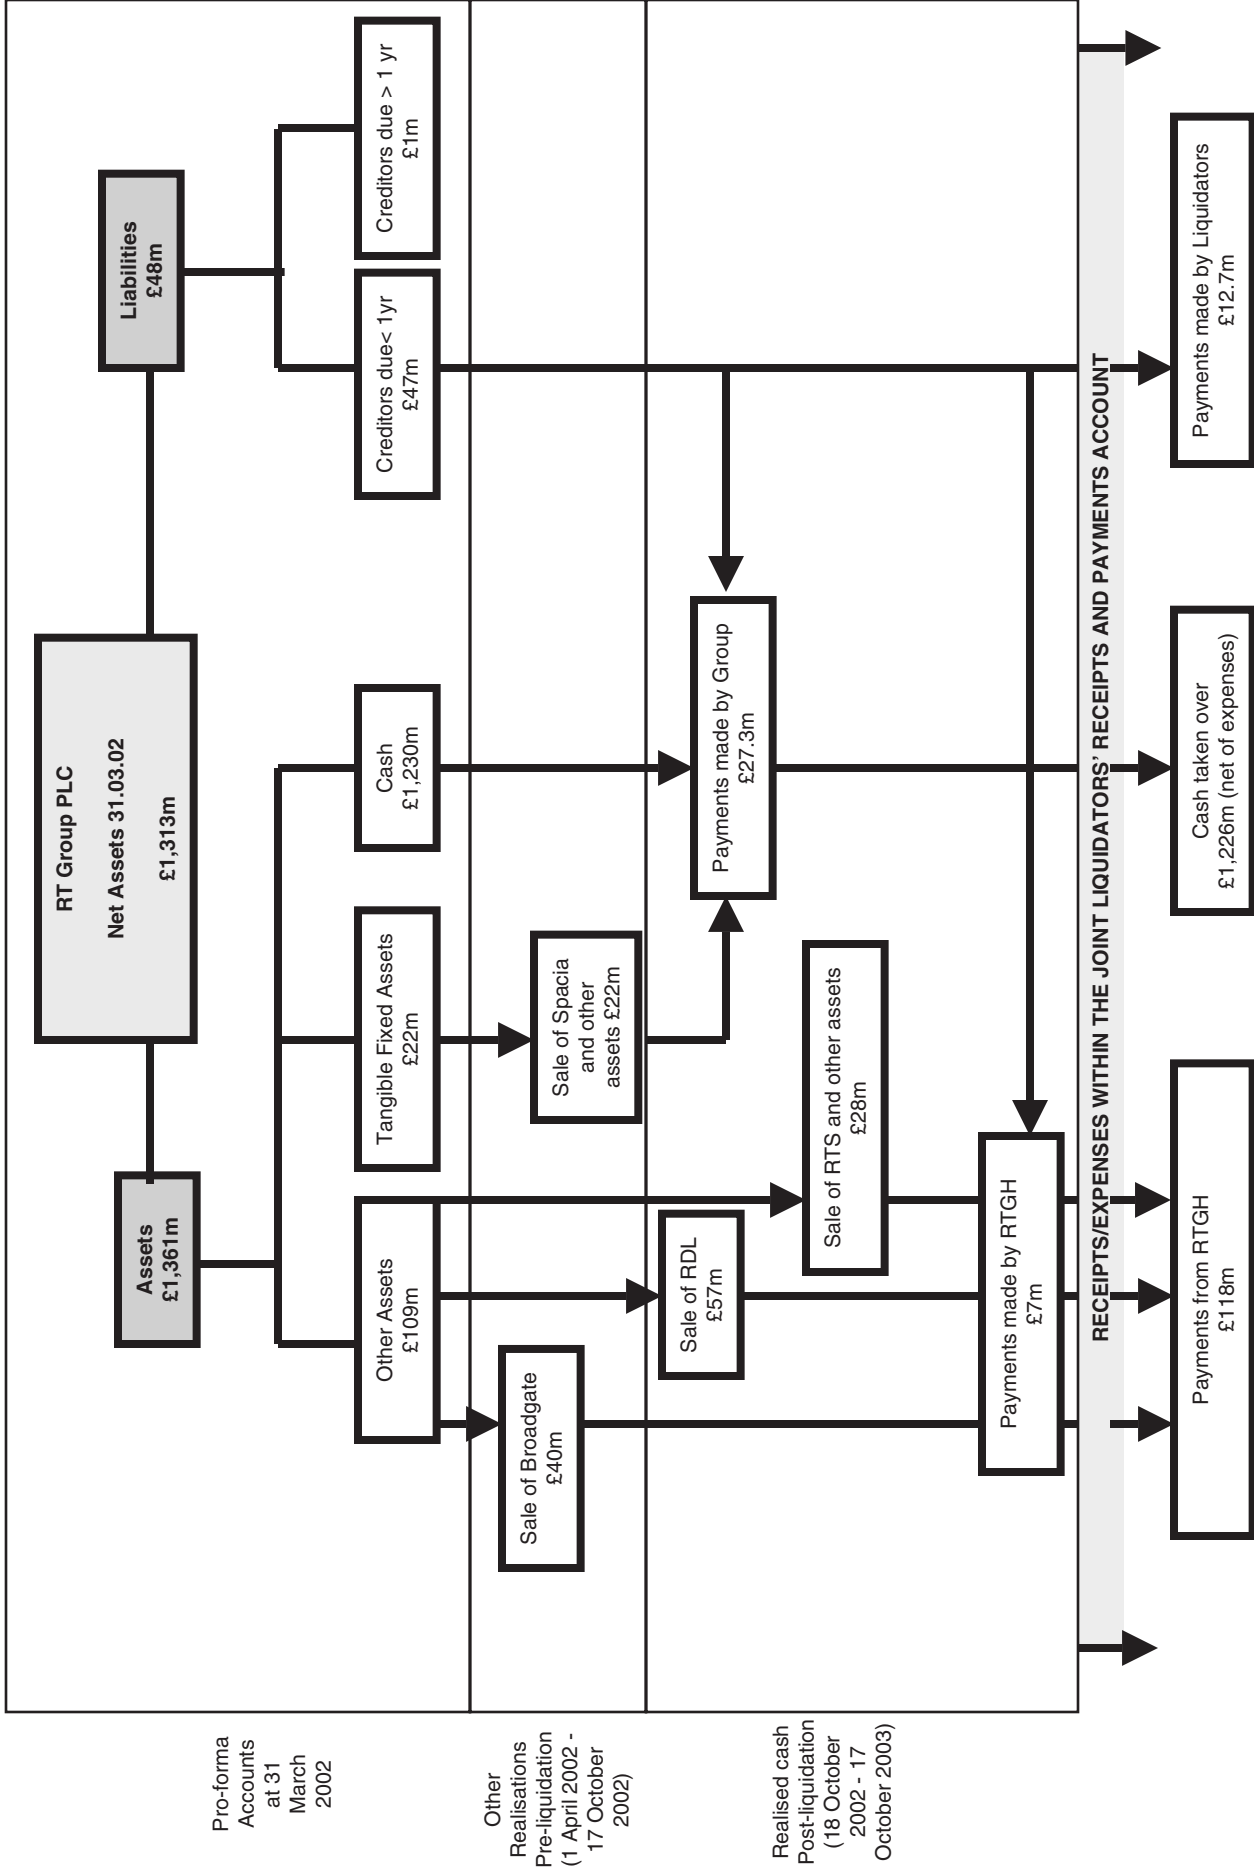 RT Group PLC
Net Assets 31.03.02
£1,313m
Assets
£1,361m
Liabilities
£48m
Pro-forma
Accounts
at 31
March
2002
Other Assets
£109m
Tangible Fixed Assets
£22m
Cash
£1,230m
Creditors due< 1yr
£47m
Creditors due > 1 yr
£1m
Other
Realisations
Pre-liquidation
(1 April 2002 -
17 October
2002)
Sale of Broadgate
£40m
Sale of Spacia
and other
assets £22m
Realised cash
Post-liquidation
(18 October
2002 - 17
October 2003)
Sale of RDL
£57m
Payments made by Group
£27.3m
Sale of RTS and other assets
£28m
Payments made by RTGH
£7m
RECEIPTS/EXPENSES WITHIN THE JOINT LIQUIDATORS' RECEIPTS AND PAYMENTS ACCOUNT
Payments from RTGH
£118m
Cash taken over
£1,226m (net of expenses)
Payments made by Liquidators
£12.7m